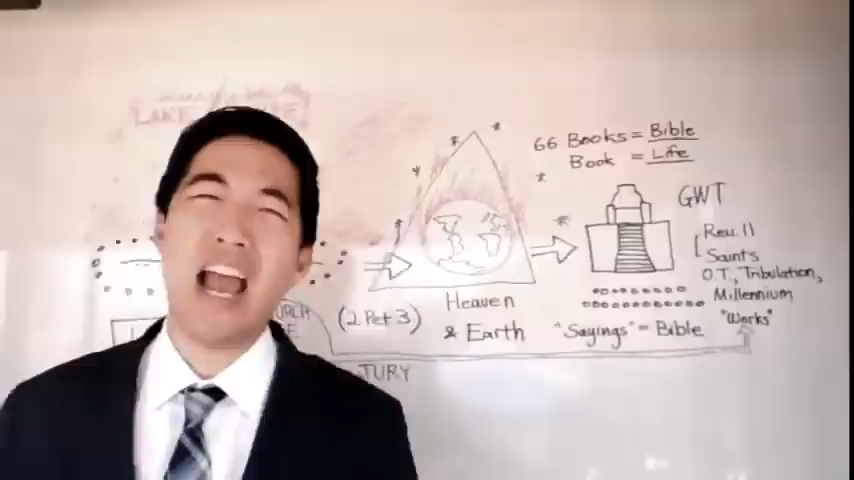 LAKE
66 Books = Bible
Book = Life
GWT
Rev. 11
Saints
O.T., Tribulation,
Millennium
"Works"
(2 Pet 3)
Heaven
& Earth
"Sayings" = Bible